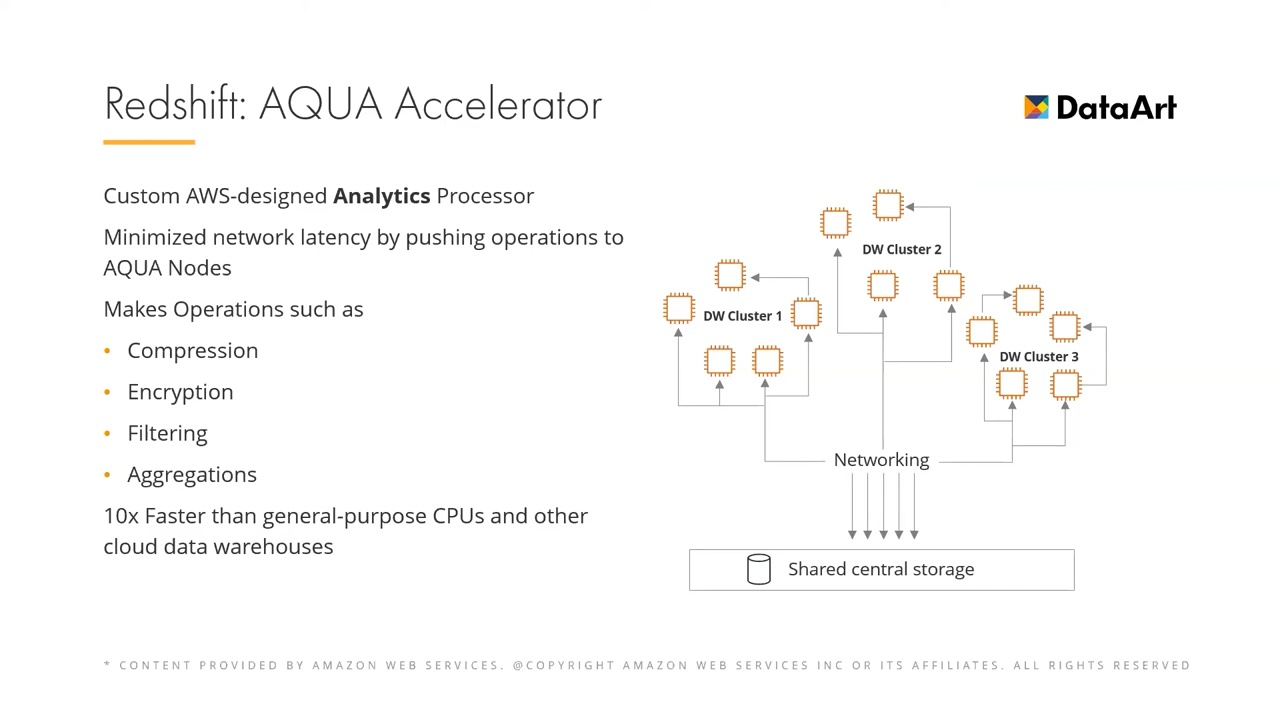 Redshift: AQUA Accelerator
DataArt
Custom AWS-designed Analytics Processor
Minimized network latency by pushing operations to
AQUA Nodes
Makes Operations such as
• Compression
• Encryption
• Filtering
• Aggregations
10x Faster than general-purpose CPUs and other
cloud data warehouses
DW Cluster 1
DW Cluster 2
DW Cluster 3
Networking
Shared central storage
* CONTENT PROVIDED BY AMAZON WEB SERVICES. @COPYRIGHT AMAZON WEB SERVICES INC OR ITS AFFILIATES. ALL RIGHTS RESERVED